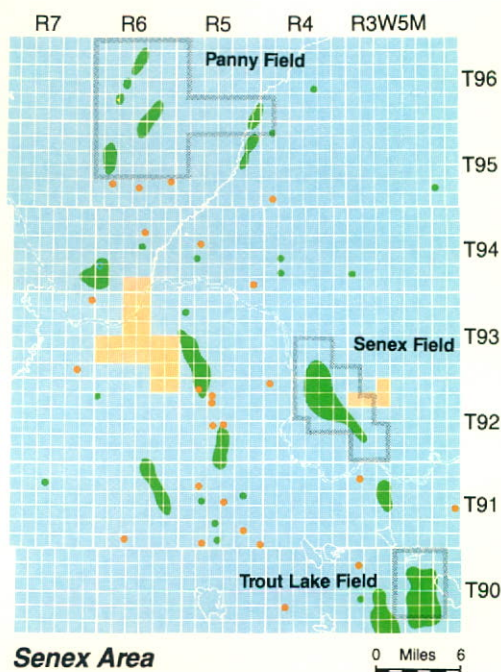 R7 R6 R5 R4 R3W5M
Panny Field
T96
T95
T94
T93
Senex Field
T92
T91
Trout Lake Field
T90
Senex Area
0 Miles 6